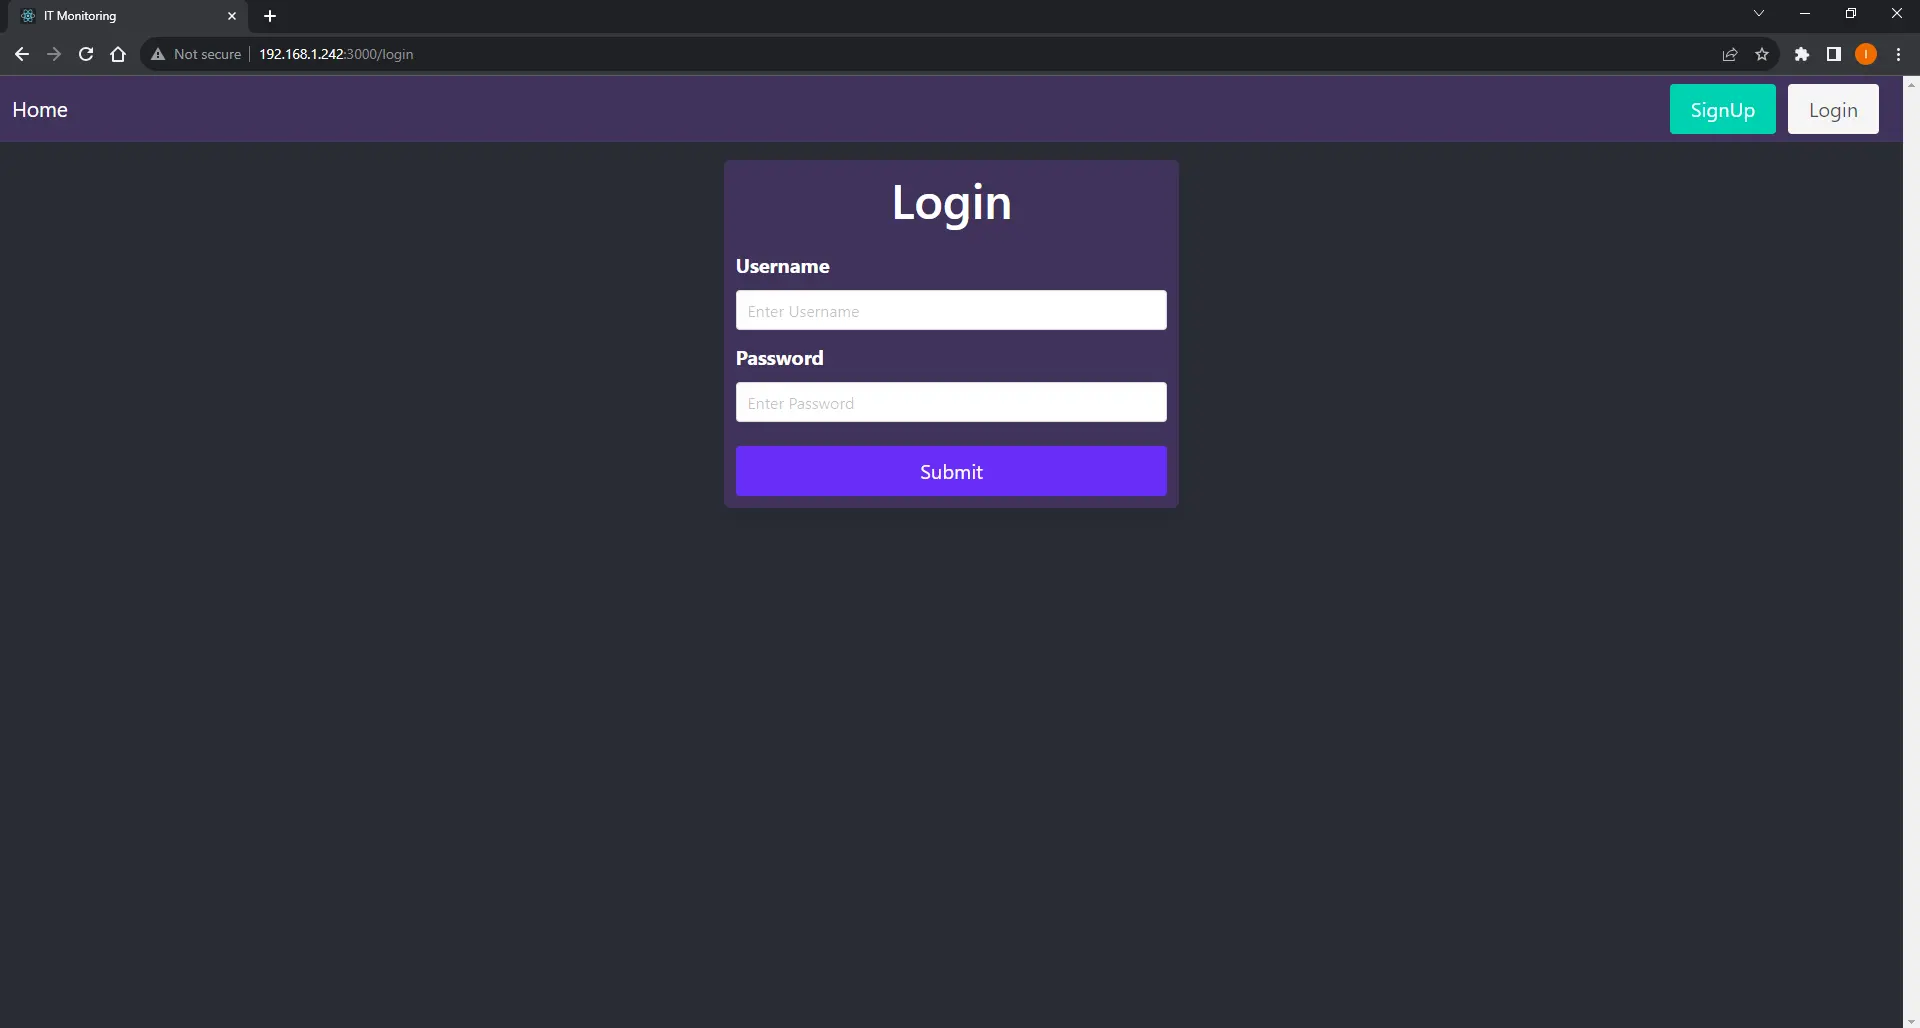 IT Monitoring
Not secure 192.168.1.242:3000/login
I
Home
SignUp
Login
Login
Username
Enter Username
Password
Enter Password
Submit